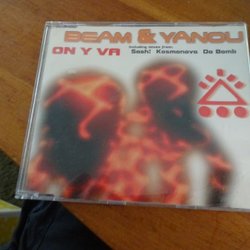 BEAM & YANOU
ON Y VA
including mixes from:
Sash! Kosmonova Da Bomb